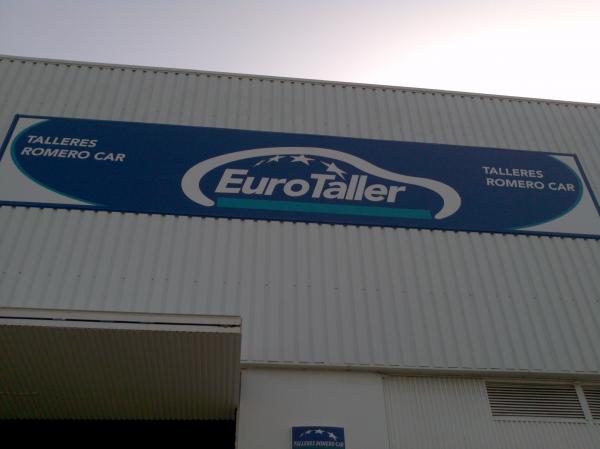 TALLERES
ROMERO CAR
EuroTaller
TALLERES
ROMERO CAR
TALLERES ROMERO CAR